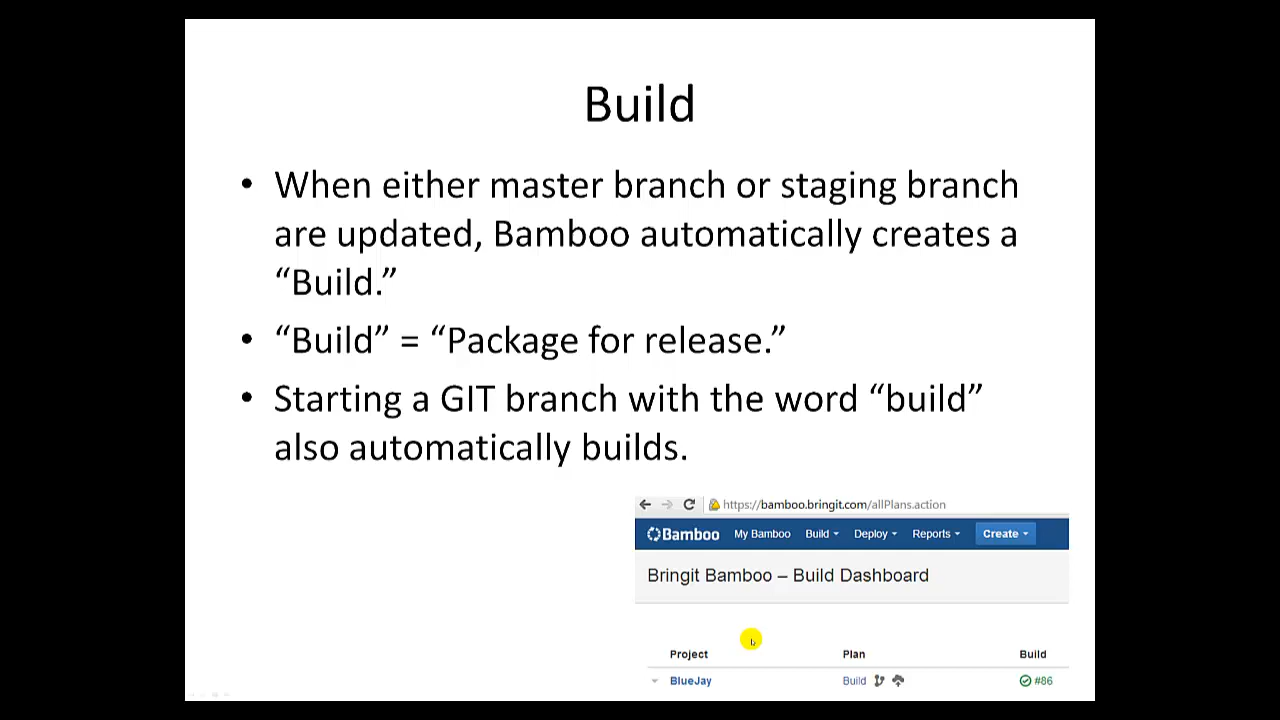 Build
• When either master branch or staging branch
are updated, Bamboo automatically creates a
“Build.”
• “Build” = “Package for release.”
• Starting a GIT branch with the word “build”
also automatically builds.
https://bamboo.bringit.com/allPlans.action
Bamboo My Bamboo Build Deploy Reports Create
Bringit Bamboo – Build Dashboard
Project Plan Build
BlueJay Build #86